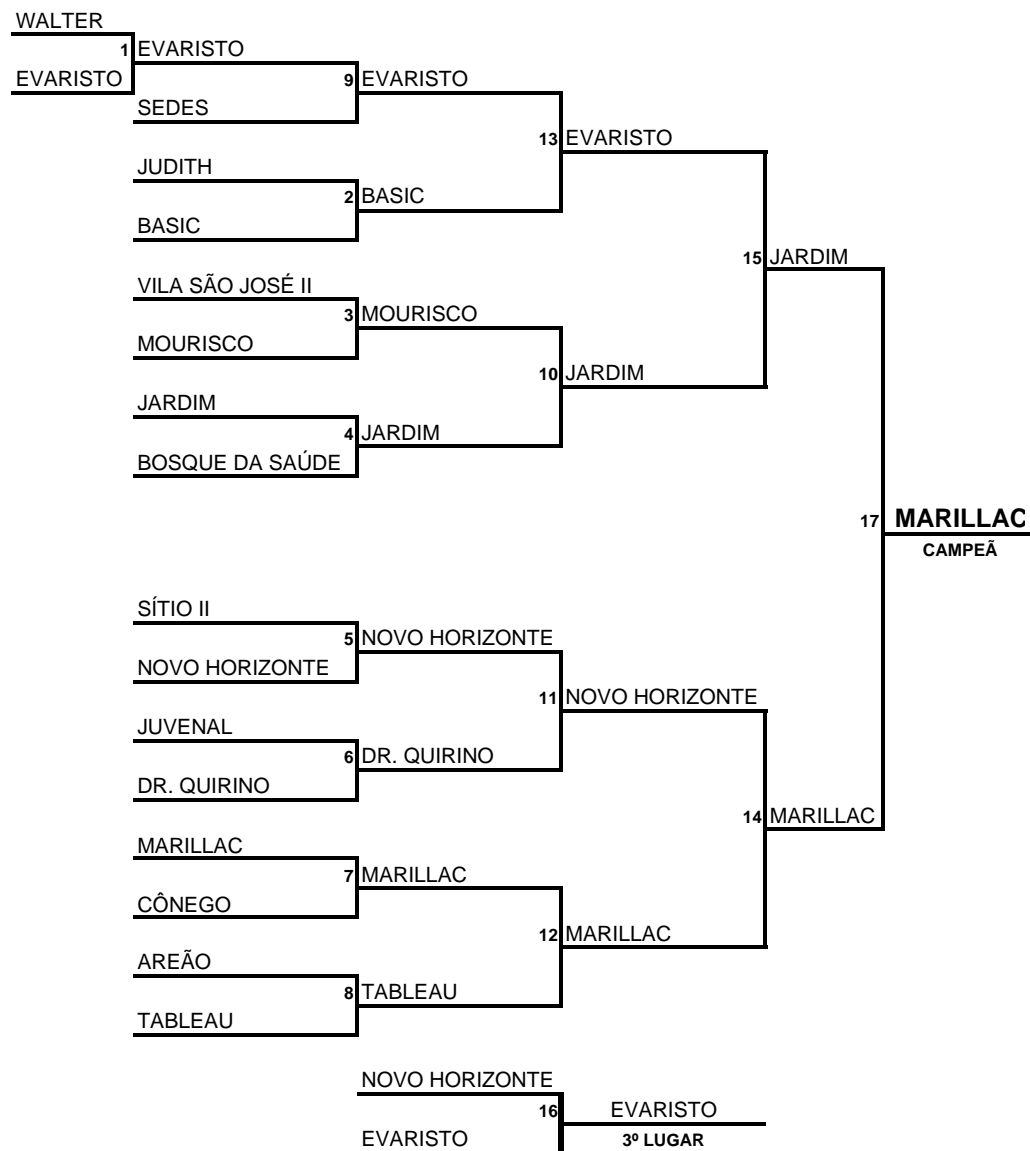 WALTER
1 EVARISTO
EVARISTO
9 EVARISTO
SEDES
13 EVARISTO
JUDITH
2 BASIC
BASIC
15 JARDIM
VILA SÃO JOSÉ II
3 MOURISCO
MOURISCO
10 JARDIM
JARDIM
4 JARDIM
BOSQUE DA SAÚDE
17 MARILLAC
CAMPEÃ
SÍTIO II
5 NOVO HORIZONTE
NOVO HORIZONTE
11 NOVO HORIZONTE
JUVENAL
6 DR. QUIRINO
DR. QUIRINO
14 MARILLAC
MARILLAC
7 MARILLAC
CÔNEGO
12 MARILLAC
AREÃO
8 TABLEAU
TABLEAU
NOVO HORIZONTE
16 EVARISTO
EVARISTO
3º LUGAR